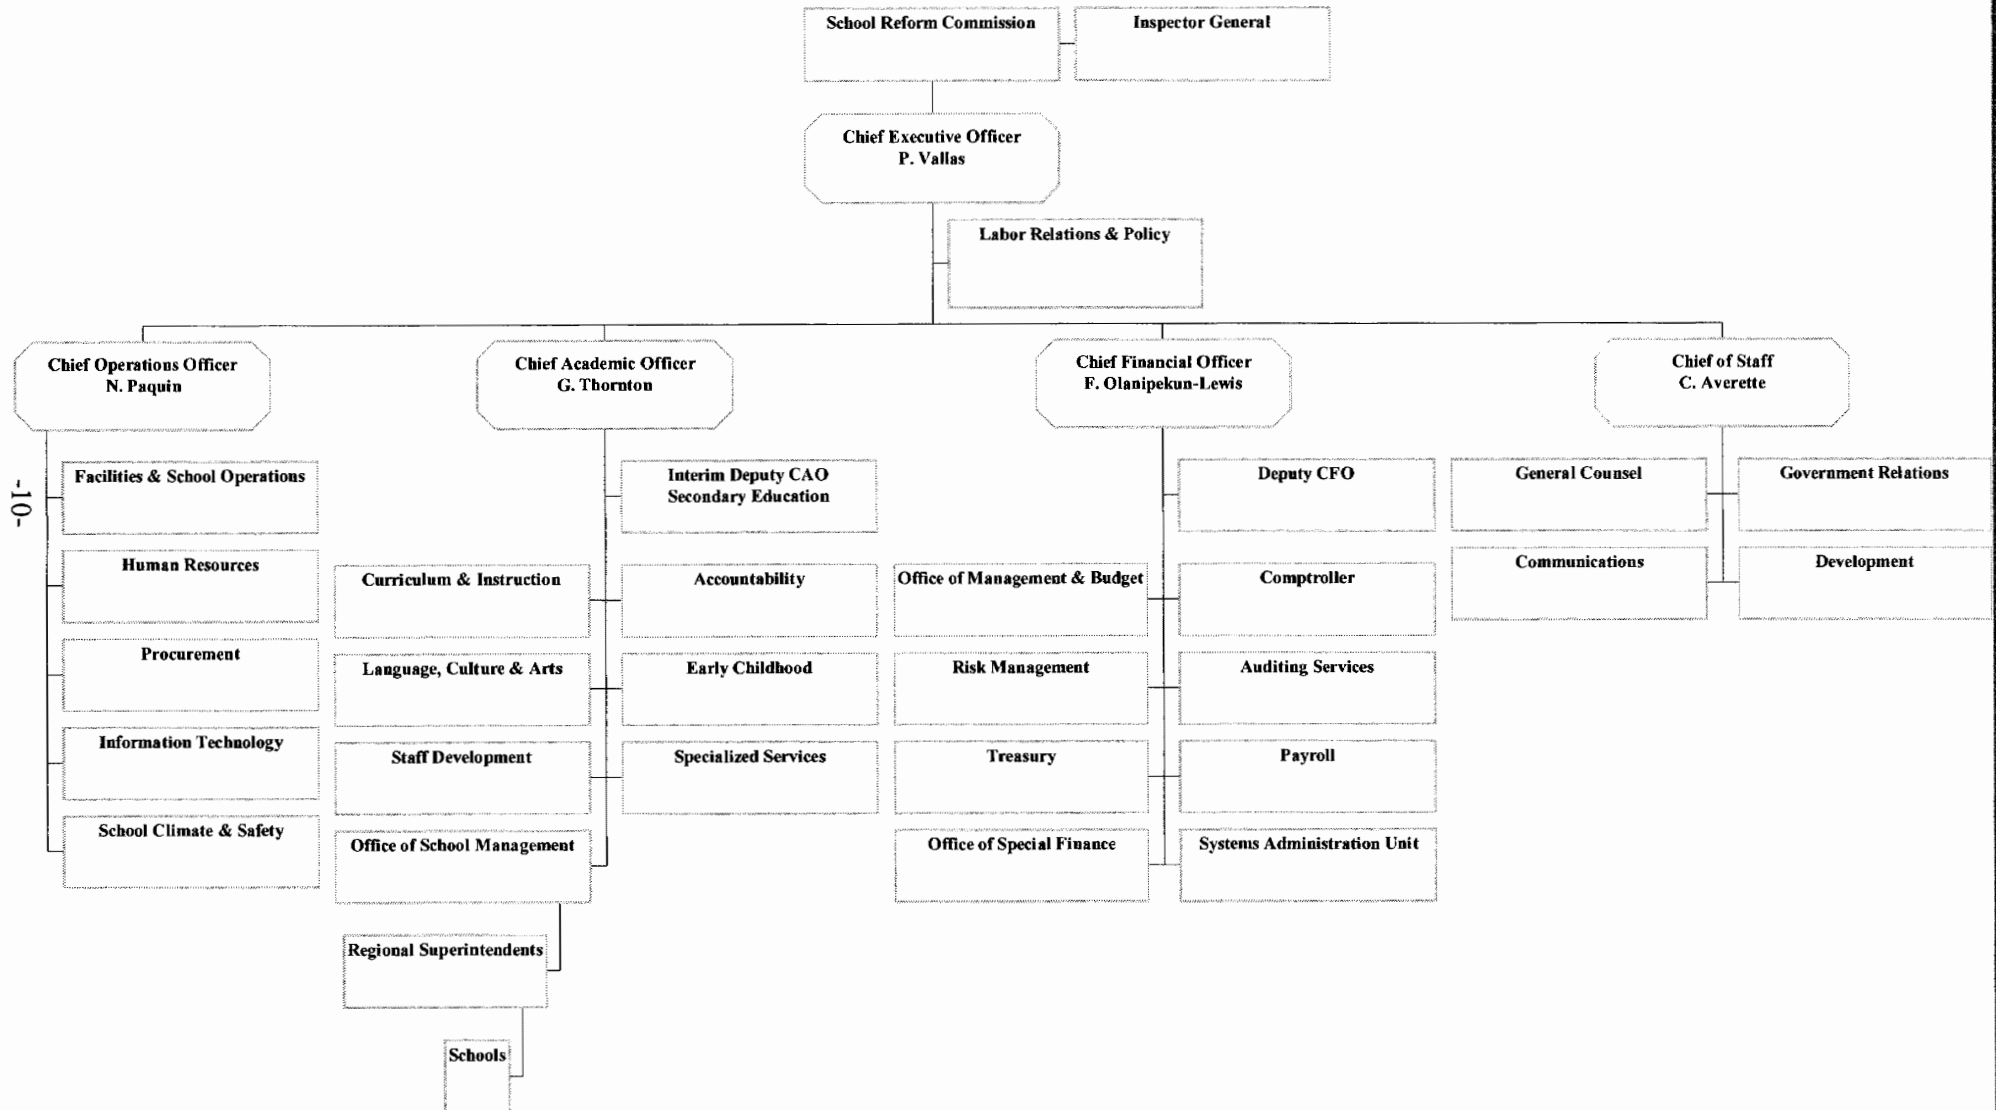 School Reform Commission
Inspector General
Chief Executive Officer
P. Vallas
Labor Relations & Policy
Chief Operations Officer
N. Paquin
Chief Academic Officer
G. Thornton
Chief Financial Officer
F. Olanipekun-Lewis
Chief of Staff
C. Averette
Facilities & School Operations
Human Resources
Procurement
Information Technology
School Climate & Safety
Interim Deputy CAO
Secondary Education
Curriculum & Instruction
Accountability
Language, Culture & Arts
Early Childhood
Staff Development
Specialized Services
Office of School Management
Regional Superintendents
Schools
Deputy CFO
Office of Management & Budget
Comptroller
Risk Management
Auditing Services
Treasury
Payroll
Office of Special Finance
Systems Administration Unit
General Counsel
Government Relations
Communications
Development
-10-